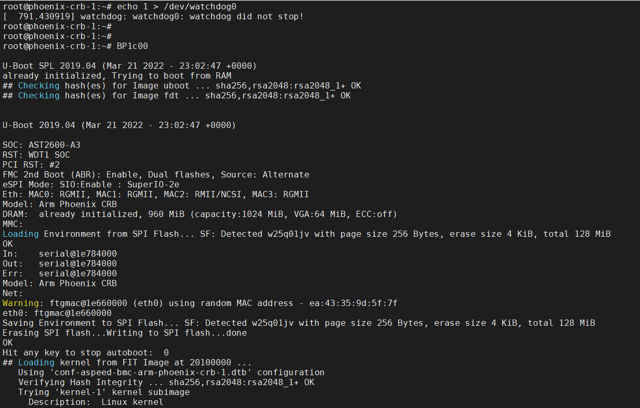 root@phoenix-crb-1:~# echo 1 > /dev/watchdog0
[  791.430919] watchdog: watchdog0: watchdog did not stop!
root@phoenix-crb-1:~#
root@phoenix-crb-1:~#
root@phoenix-crb-1:~# BP1c00
U-Boot SPL 2019.04 (Mar 21 2022 - 23:02:47 +0000)
already initialized, Trying to boot from RAM
## Checking hash(es) for Image uboot ... sha256,rsa2048:rsa2048_1+ OK
## Checking hash(es) for Image fdt ... sha256,rsa2048:rsa2048_1+ OK
U-Boot 2019.04 (Mar 21 2022 - 23:02:47 +0000)
SOC: AST2600-A3
RST: WDT1 SOC
PCI RST: #2
FMC 2nd Boot (ABR): Enable, Dual flashes, Source: Alternate
eSPI Mode: SIO:Enable : SuperIO-2e
Eth: MAC0: RGMII, MAC1: RGMII, MAC2: RMII/NCSI, MAC3: RGMII
Model: Arm Phoenix CRB
DRAM:  already initialized, 960 MiB (capacity:1024 MiB, VGA:64 MiB, ECC:off)
MMC:
Loading Environment from SPI Flash... SF: Detected w25q01jv with page size 256 Bytes, erase size 4 KiB, total 128 MiB
OK
In:    serial@1e784000
Out:   serial@1e784000
Err:   serial@1e784000
Model: Arm Phoenix CRB
Net:
Warning: ftgmac@1e660000 (eth0) using random MAC address - ea:43:35:9d:5f:7f
eth0: ftgmac@1e660000
Saving Environment to SPI Flash... SF: Detected w25q01jv with page size 256 Bytes, erase size 4 KiB, total 128 MiB
Erasing SPI flash...Writing to SPI flash...done
OK
Hit any key to stop autoboot:  0
## Loading kernel from FIT Image at 20100000 ...
   Using 'conf-aspeed-bmc-arm-phoenix-crb-1.dtb' configuration
   Verifying Hash Integrity ... sha256,rsa2048:rsa2048_1+ OK
   Trying 'kernel-1' kernel subimage
     Description:  Linux kernel